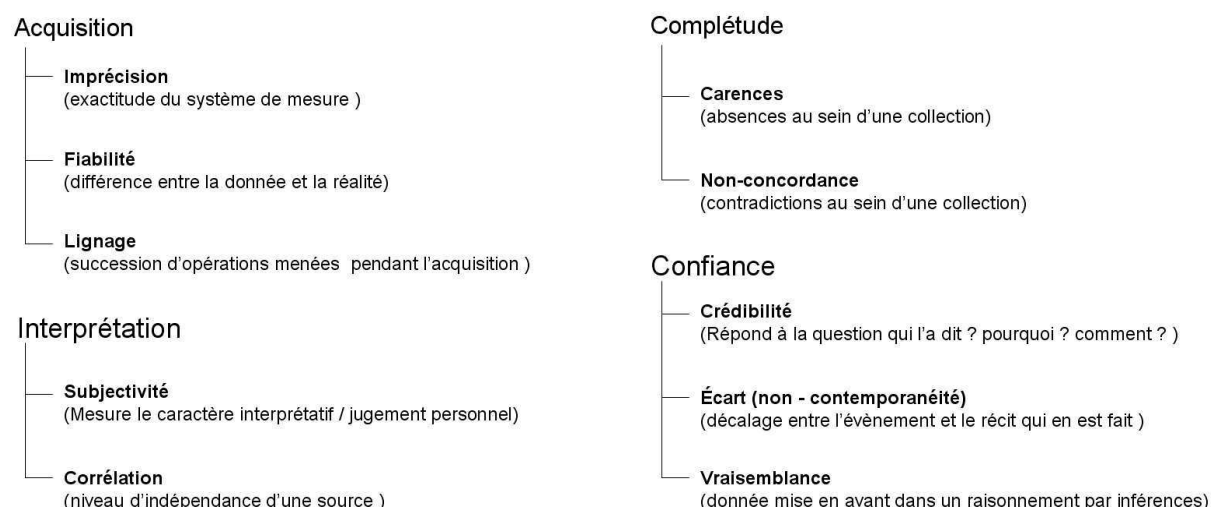 Acquisition
Imprécision
(exactitude du système de mesure )
Fiabilité
(différence entre la donnée et la réalité)
Lignage
(succession d'opérations menées  pendant l'acquisition )
Interprétation
Subjectivité
(Mesure le caractère interprétatif / jugement personnel)
Corrélation
(niveau d'indépendance d'une source )
Complétude
Carences
(absences au sein d'une collection)
Non-concordance
(contradictions au sein d'une collection)
Confiance
Crédibilité
(Répond à la question qui l'a dit ? pourquoi ? comment ? )
Écart (non - contemporanéité)
(décalage entre l'évènement et le récit qui en est fait )
Vraisemblance
(donnée mise en avant dans un raisonnement par inférences)